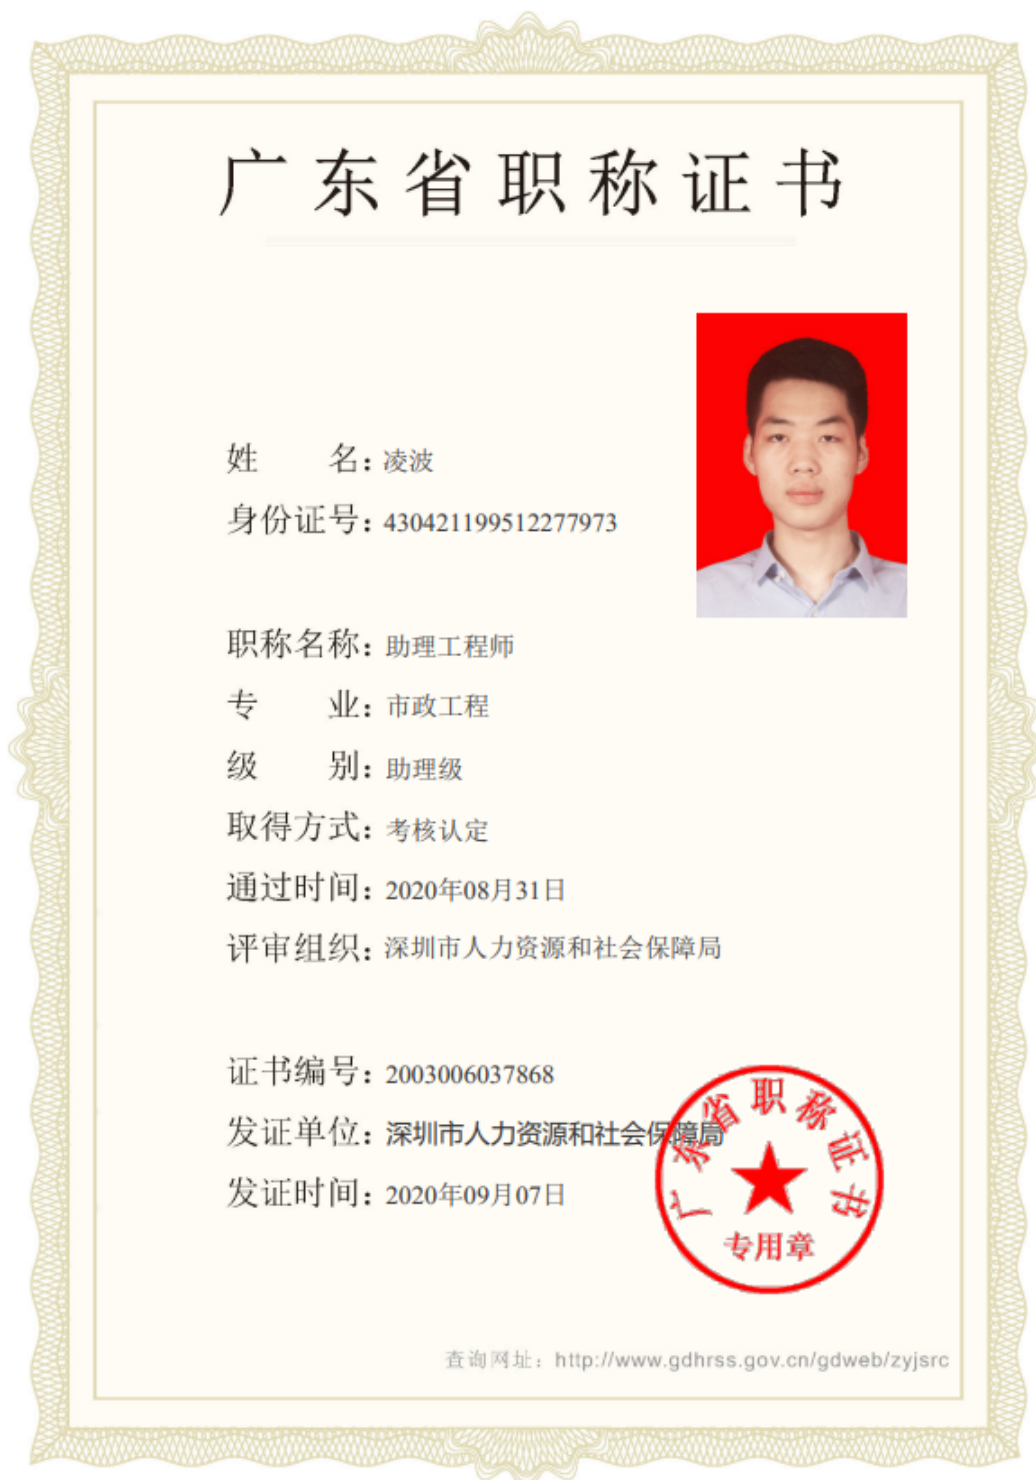 广东省职称证书
姓 名：凌波
身份证号：430421199512277973
职称名称：助理工程师
专 业：市政工程
级 别：助理级
取得方式：考核认定
通过时间：2020年08月31日
评审组织：深圳市人力资源和社会保障局
证书编号：2003006037868
发证单位：深圳市人力资源和社会保障局
发证时间：2020年09月07日
广东省职称证书
专用章
查询网址：http://www.gdhrss.gov.cn/gdweb/zyjsrc